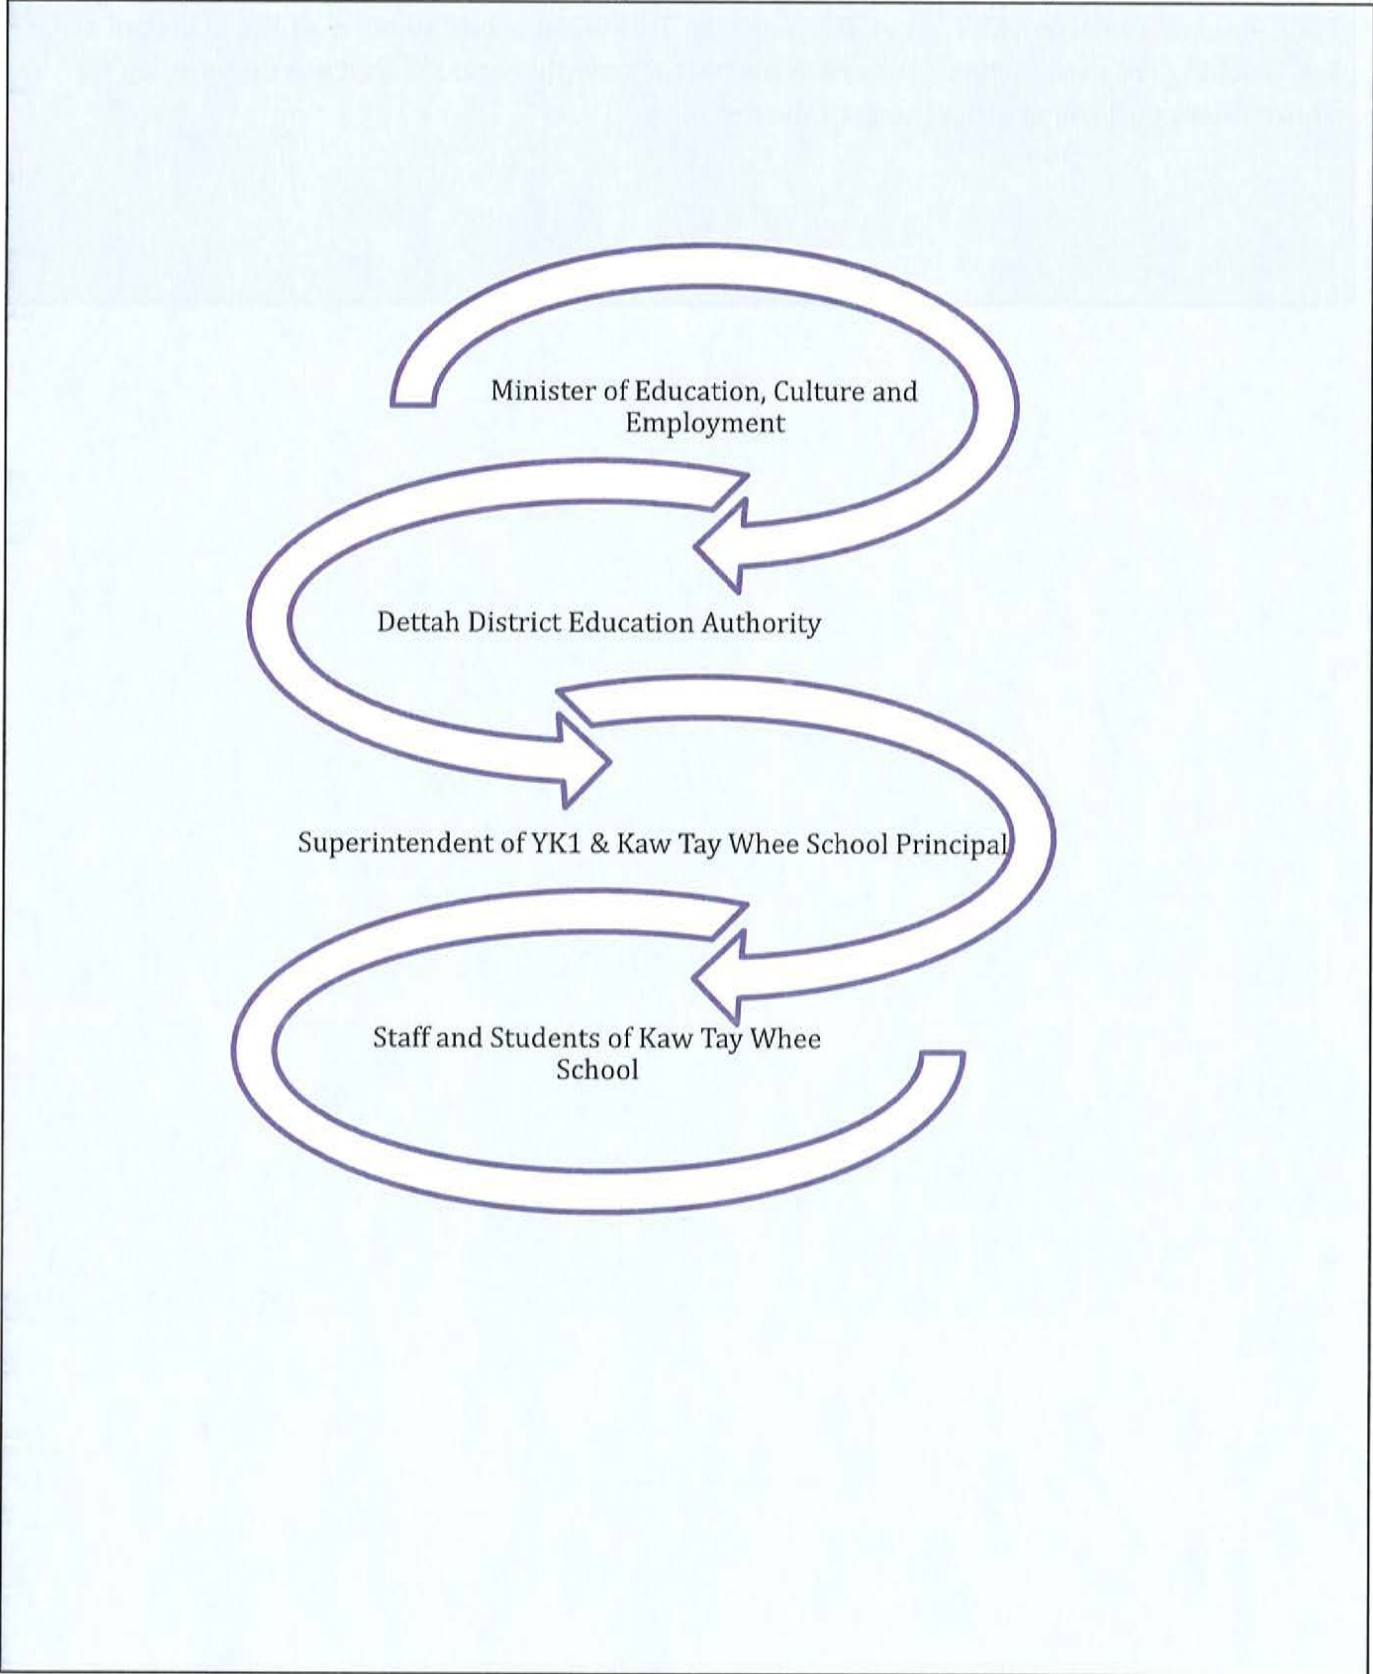 Minister of Education, Culture and
Employment
Dettah District Education Authority
Superintendent of YK1 & Kaw Tay Whee School Principal
Staff and Students of Kaw Tay Whee
School